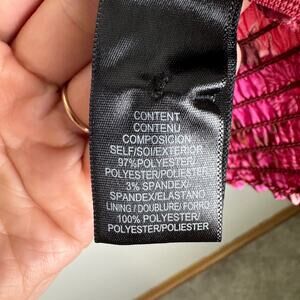 CONTENT
CONTENU
COMPOSICION
SELF/SOI/EXTERIOR
97%POLYESTER/
POLYESTER/POLIESTER
3% SPANDEX/
SPANDEX/ELASTANO
LINING / DOUBLURE/ FORRO
100% POLYESTER/
POLYESTER/POLIESTER